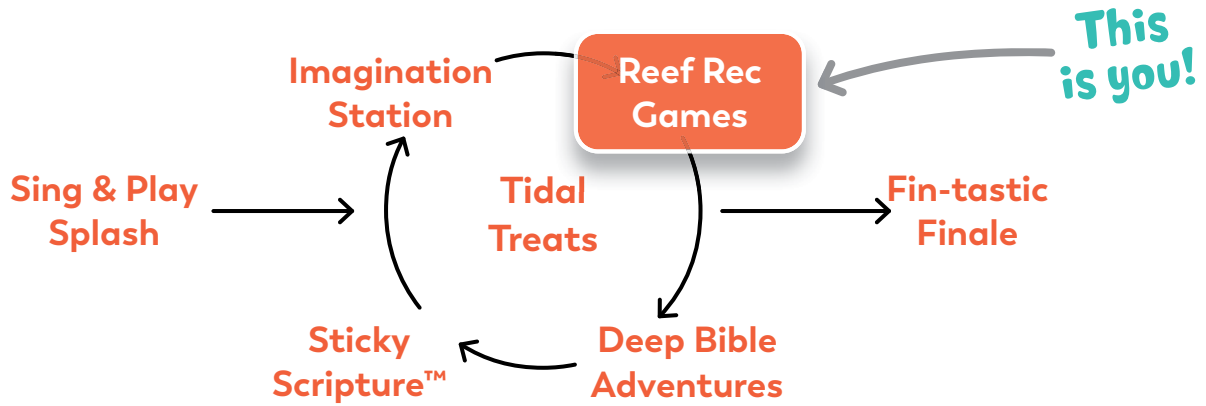 This
is you!
Imagination
Station
Reef Rec
Games
Sing & Play
Splash
Tidal
Treats
Fin-tastic
Finale
Sticky
Scripture™
Deep Bible
Adventures